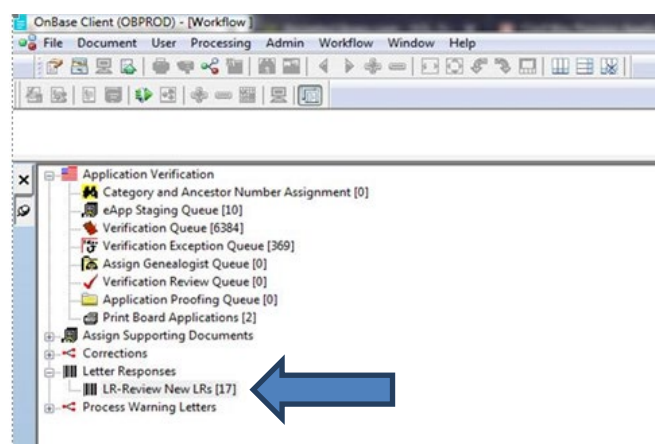 OnBase Client (OBPROD) - [Workflow ]
File Document User Processing Admin Workflow Window Help
Application Verification
Category and Ancestor Number Assignment [0]
eApp Staging Queue [10]
Verification Queue [6384]
Verification Exception Queue [369]
Assign Genealogist Queue [0]
Verification Review Queue [0]
Application Proofing Queue [0]
Print Board Applications [2]
Assign Supporting Documents
Corrections
Letter Responses
LR-Review New LRs [17]
Process Warning Letters